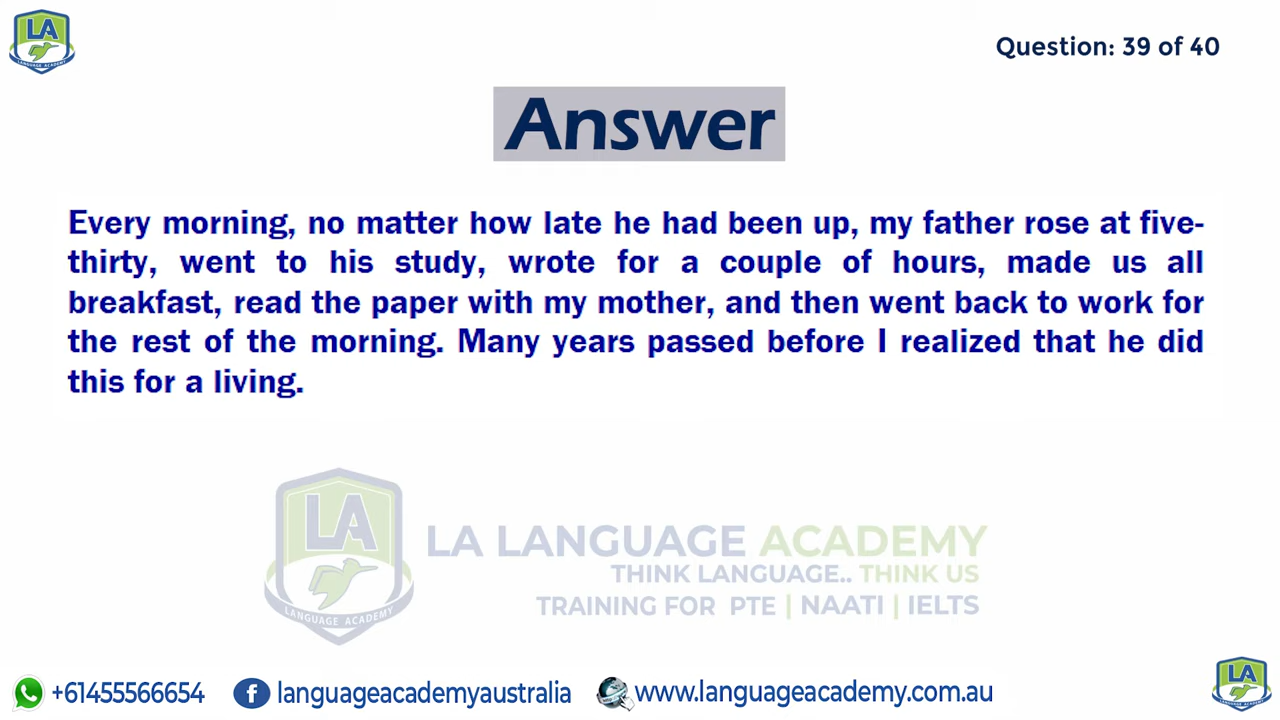 LA
LANGUAGE ACADEMY
Question: 39 of 40
Answer
Every morning, no matter how late he had been up, my father rose at five-
thirty, went to his study, wrote for a couple of hours, made us all
breakfast, read the paper with my mother, and then went back to work for
the rest of the morning. Many years passed before I realized that he did
this for a living.
LA
LANGUAGE ACADEMY
LA LANGUAGE ACADEMY
THINK LANGUAGE.. THINK US
TRAINING FOR PTE | NAATI | IELTS
+61455566654
languageacademyaustralia
www.languageacademy.com.au
LA
LANGUAGE ACADEMY